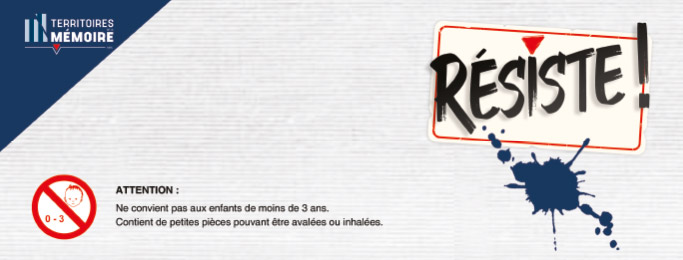 TERRITOIRES
MÉMOIRE
RÉSISTE !
0 - 3
ATTENTION :
Ne convient pas aux enfants de moins de 3 ans.
Contient de petites pièces pouvant être avalées ou inhalées.